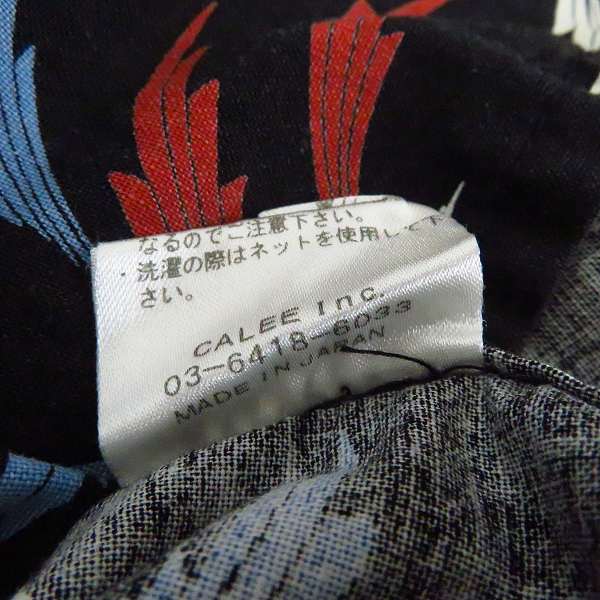 なるのでご注意下さい。
・洗濯の際はネットを使用して下
さい。
CALEE Inc.
03-6418-6033
MADE IN JAPAN